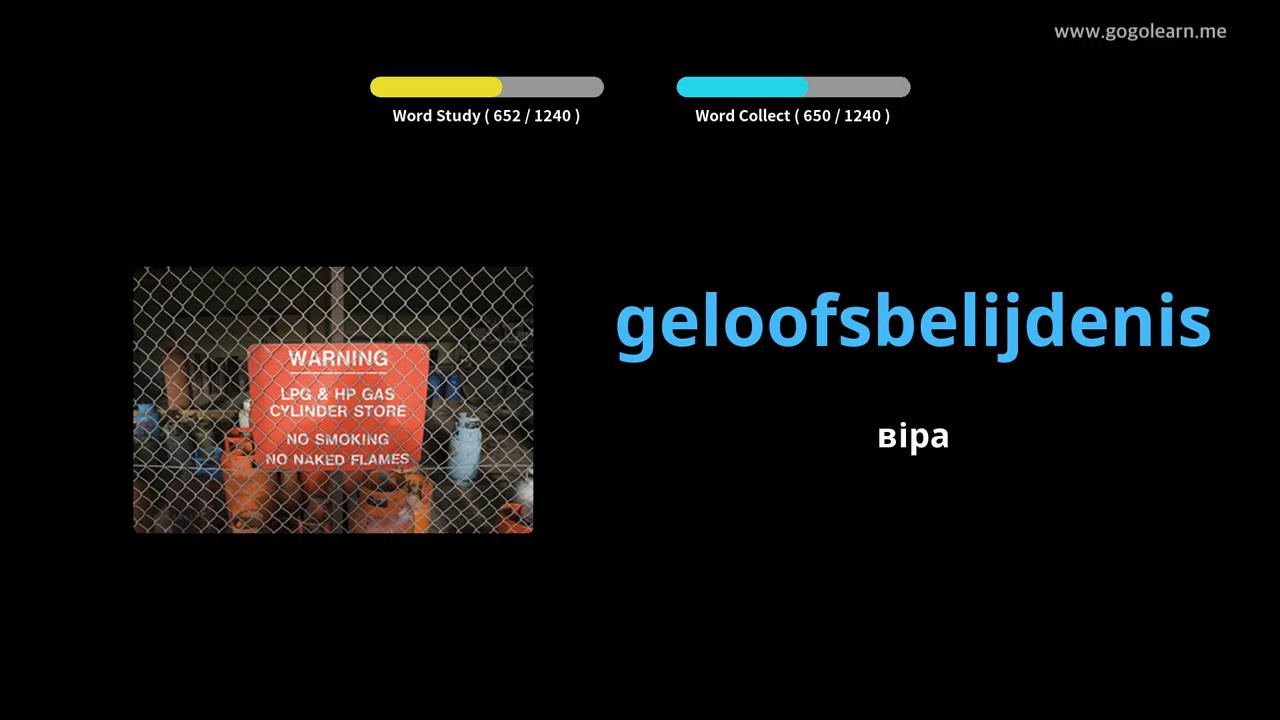 www.gogolearn.me
Word Study ( 652 / 1240 )
Word Collect ( 650 / 1240 )
WARNING
LPG & HP GAS
CYLINDER STORE
NO SMOKING
NO NAKED FLAMES
geloofsbelijdenis
віра